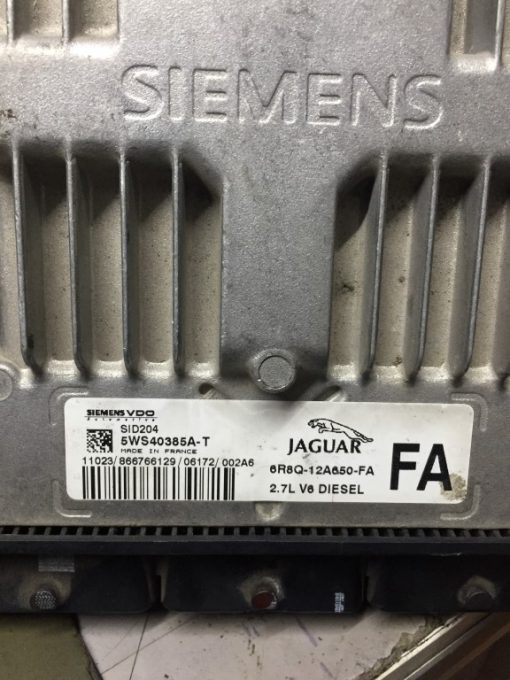 SIEMENS
SIEMENS VDO
Automotive
SID204
5WS40385A-T
MADE IN FRANCE
11023/866766129/06172/002A6
JAGUAR
6R8Q-12A650-FA
2.7L V6 DIESEL
FA